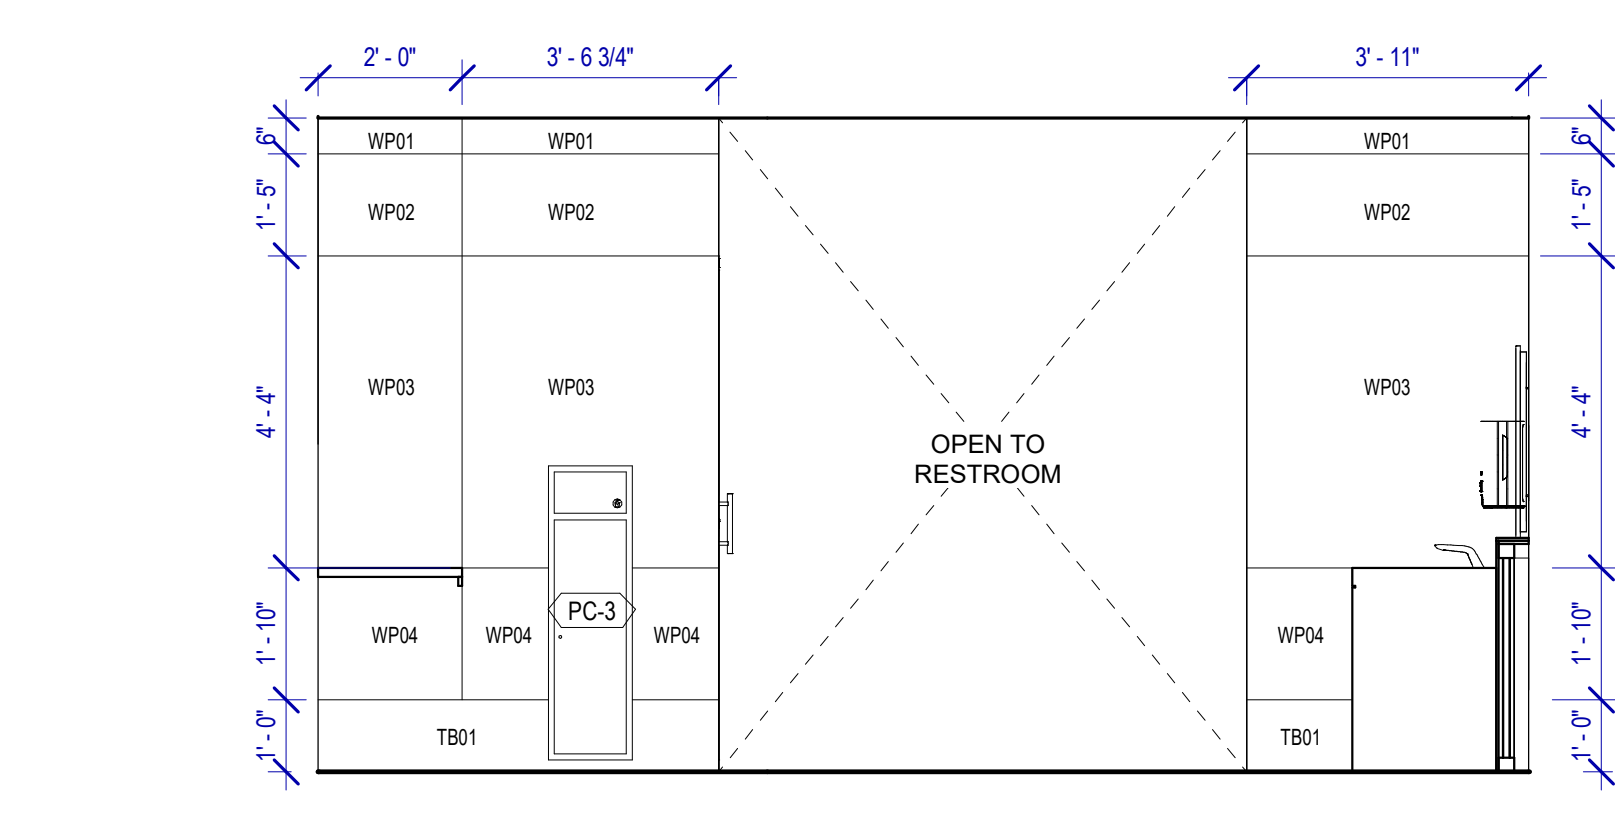 2' - 0" 3' - 6 3/4" 3' - 11"
6" WP01 WP01 WP01 6"
1' - 5" WP02 WP02 WP02 1' - 5"
4' - 4" WP03 WP03 WP03 4' - 4"
OPEN TO
RESTROOM
PC-3
1' - 10" WP04 WP04 WP04 WP04 1' - 10"
1' - 0" TB01 TB01 1' - 0"